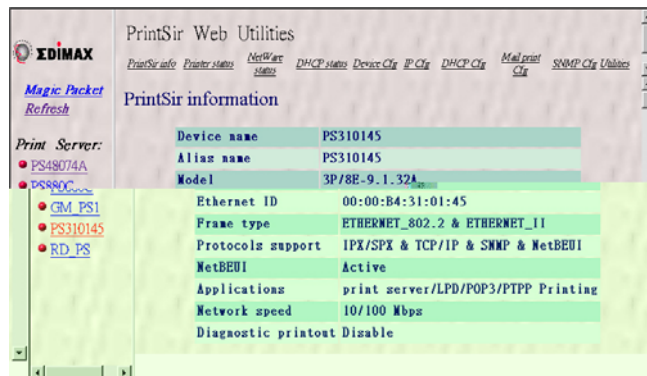 PrintSir Web Utilities
EDIMAX
PrintSir info Printer status NetWare status DHCP status Device Cfg IP Cfg DHCP Cfg Mail print Cfg SNMP Cfg Utilities
Magic Packet
Refresh
PrintSir information
Print Server:
PS48074A
GM_PS1
PS310145
RD_PS
Device name PS310145
Alias name PS310145
Model 3P/8E-9.1.32A
Ethernet ID 00:00:B4:31:01:45
Frame type ETHERNET_802.2 & ETHERNET_II
Protocols support IPX/SPX & TCP/IP & SNMP & NetBEUI
NetBEUI Active
Applications print server/LPD/POP3/PTPP Printing
Network speed 10/100 Mbps
Diagnostic printout Disable